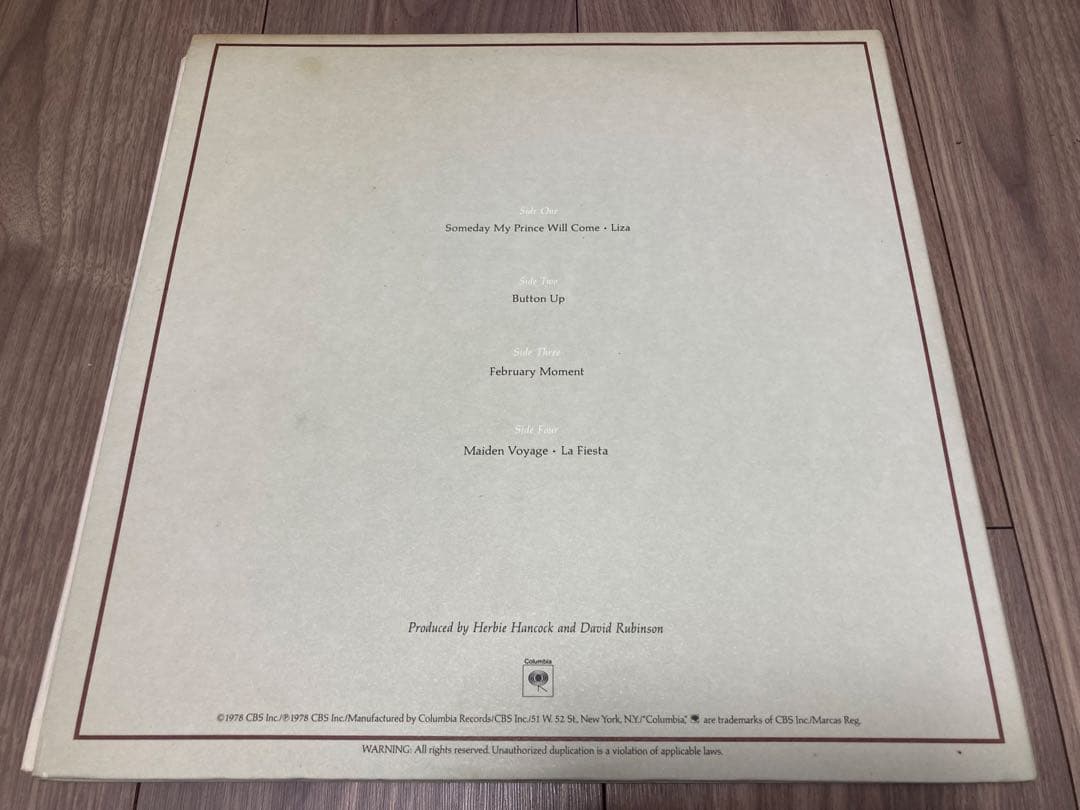 Side One
Someday My Prince Will Come • Liza
Side Two
Button Up
Side Three
February Moment
Side Four
Maiden Voyage • La Fiesta
Produced by Herbie Hancock and David Rubinson
Columbia
©1978 CBS Inc./℗1978 CBS Inc./Manufactured by Columbia Records/CBS Inc./51 W. 52 St., New York, N.Y./"Columbia," are trademarks of CBS Inc./Marcas Reg.
WARNING: All rights reserved. Unauthorized duplication is a violation of applicable laws.